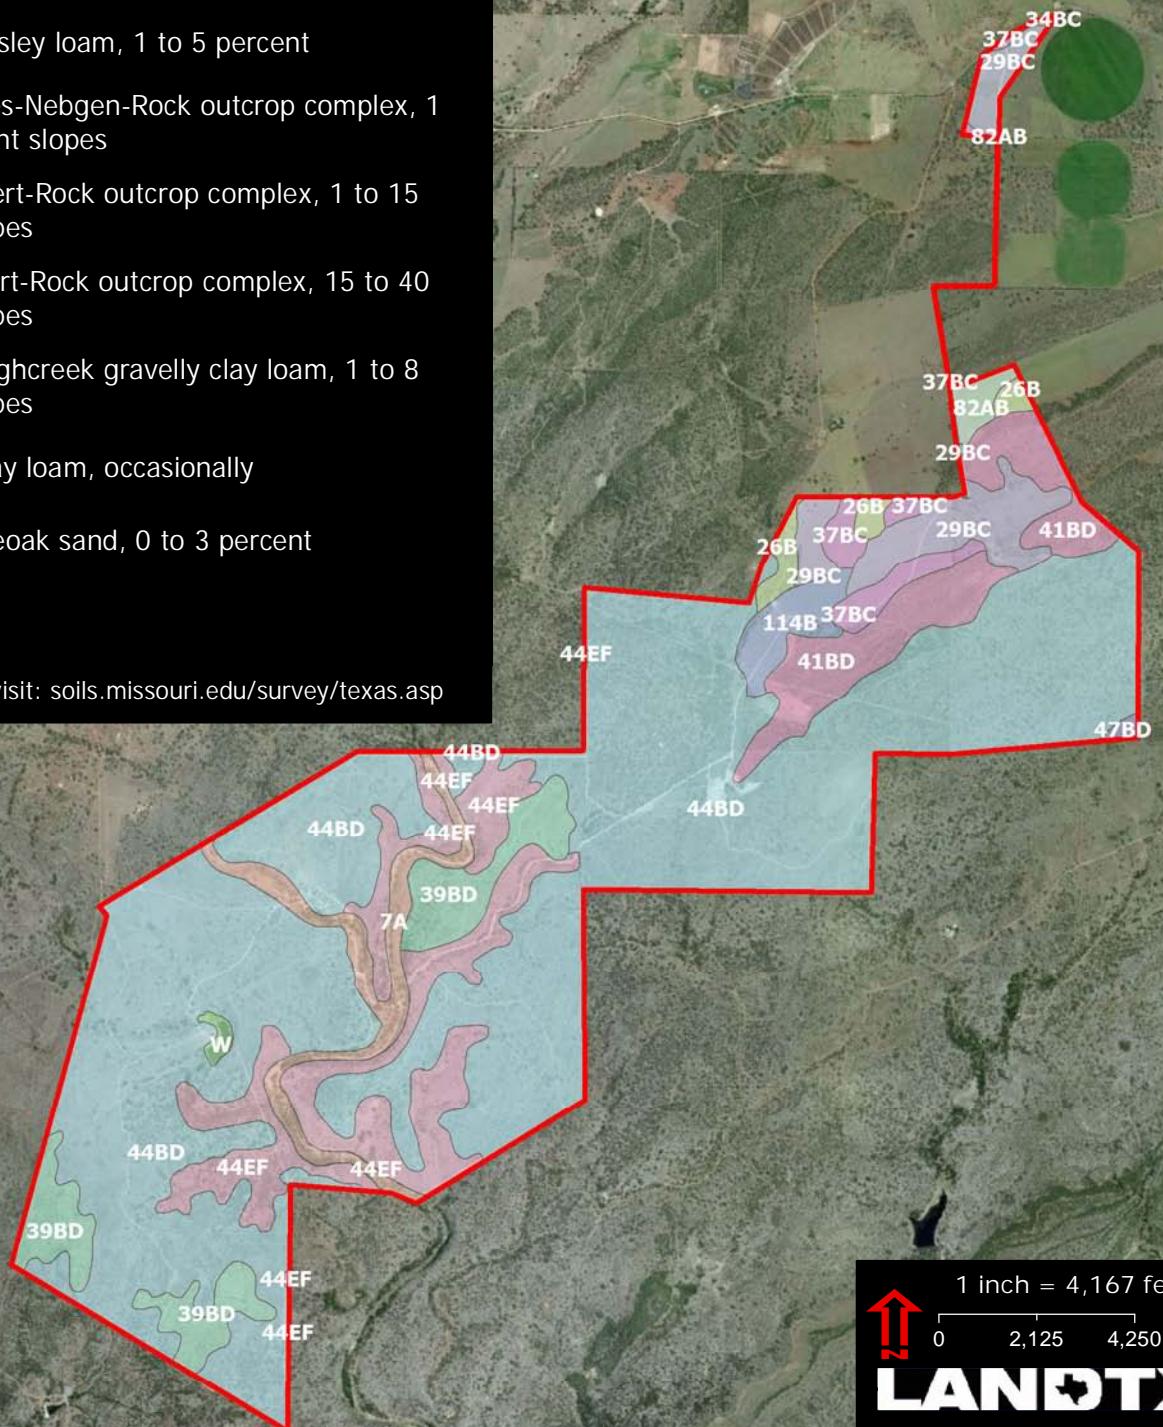 sley loam, 1 to 5 percent
s-Nebgen-Rock outcrop complex, 1
nt slopes
ert-Rock outcrop complex, 1 to 15
pes
rt-Rock outcrop complex, 15 to 40
pes
ghcreek gravelly clay loam, 1 to 8
pes
y loam, occasionally
eoak sand, 0 to 3 percent
visit: soils.missouri.edu/survey/texas.asp
34BC
37BC
29BC
82AB
37BC
26B
82AB
29BC
26B
37BC
37BC
29BC
41BD
26B
29BC
114B
37BC
44EF
41BD
47BD
44BD
44EF
44EF
44BD
44BD
44EF
39BD
7A
W
44BD
44EF
44EF
39BD
44EF
39BD
44EF
1 inch = 4,167 fe
0
2,125
4,250
N
LANDTX